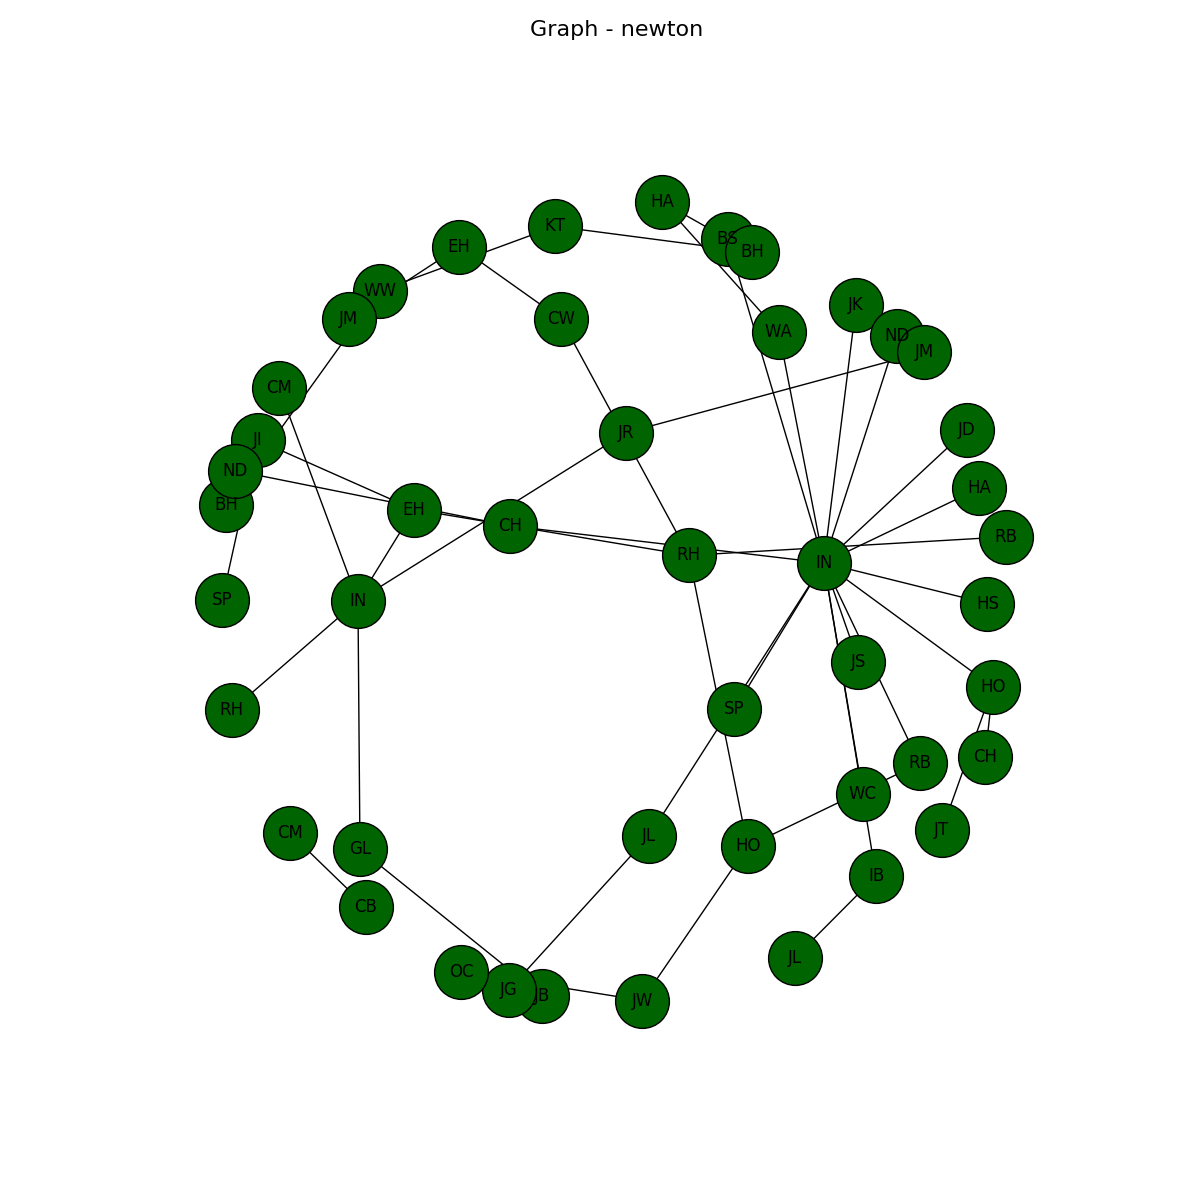 Graph - newton
HA
KT
BS
EH
BH
WW
JK
JM
CW
WA
ND
JM
CM
JR
JD
JI
ND
HA
BH
EH
CH
RB
RH
IN
SP
IN
HS
JS
HO
RH
SP
CH
RB
WC
CM
JL
JT
GL
HO
IB
CB
JL
OC
JG
JB
JW